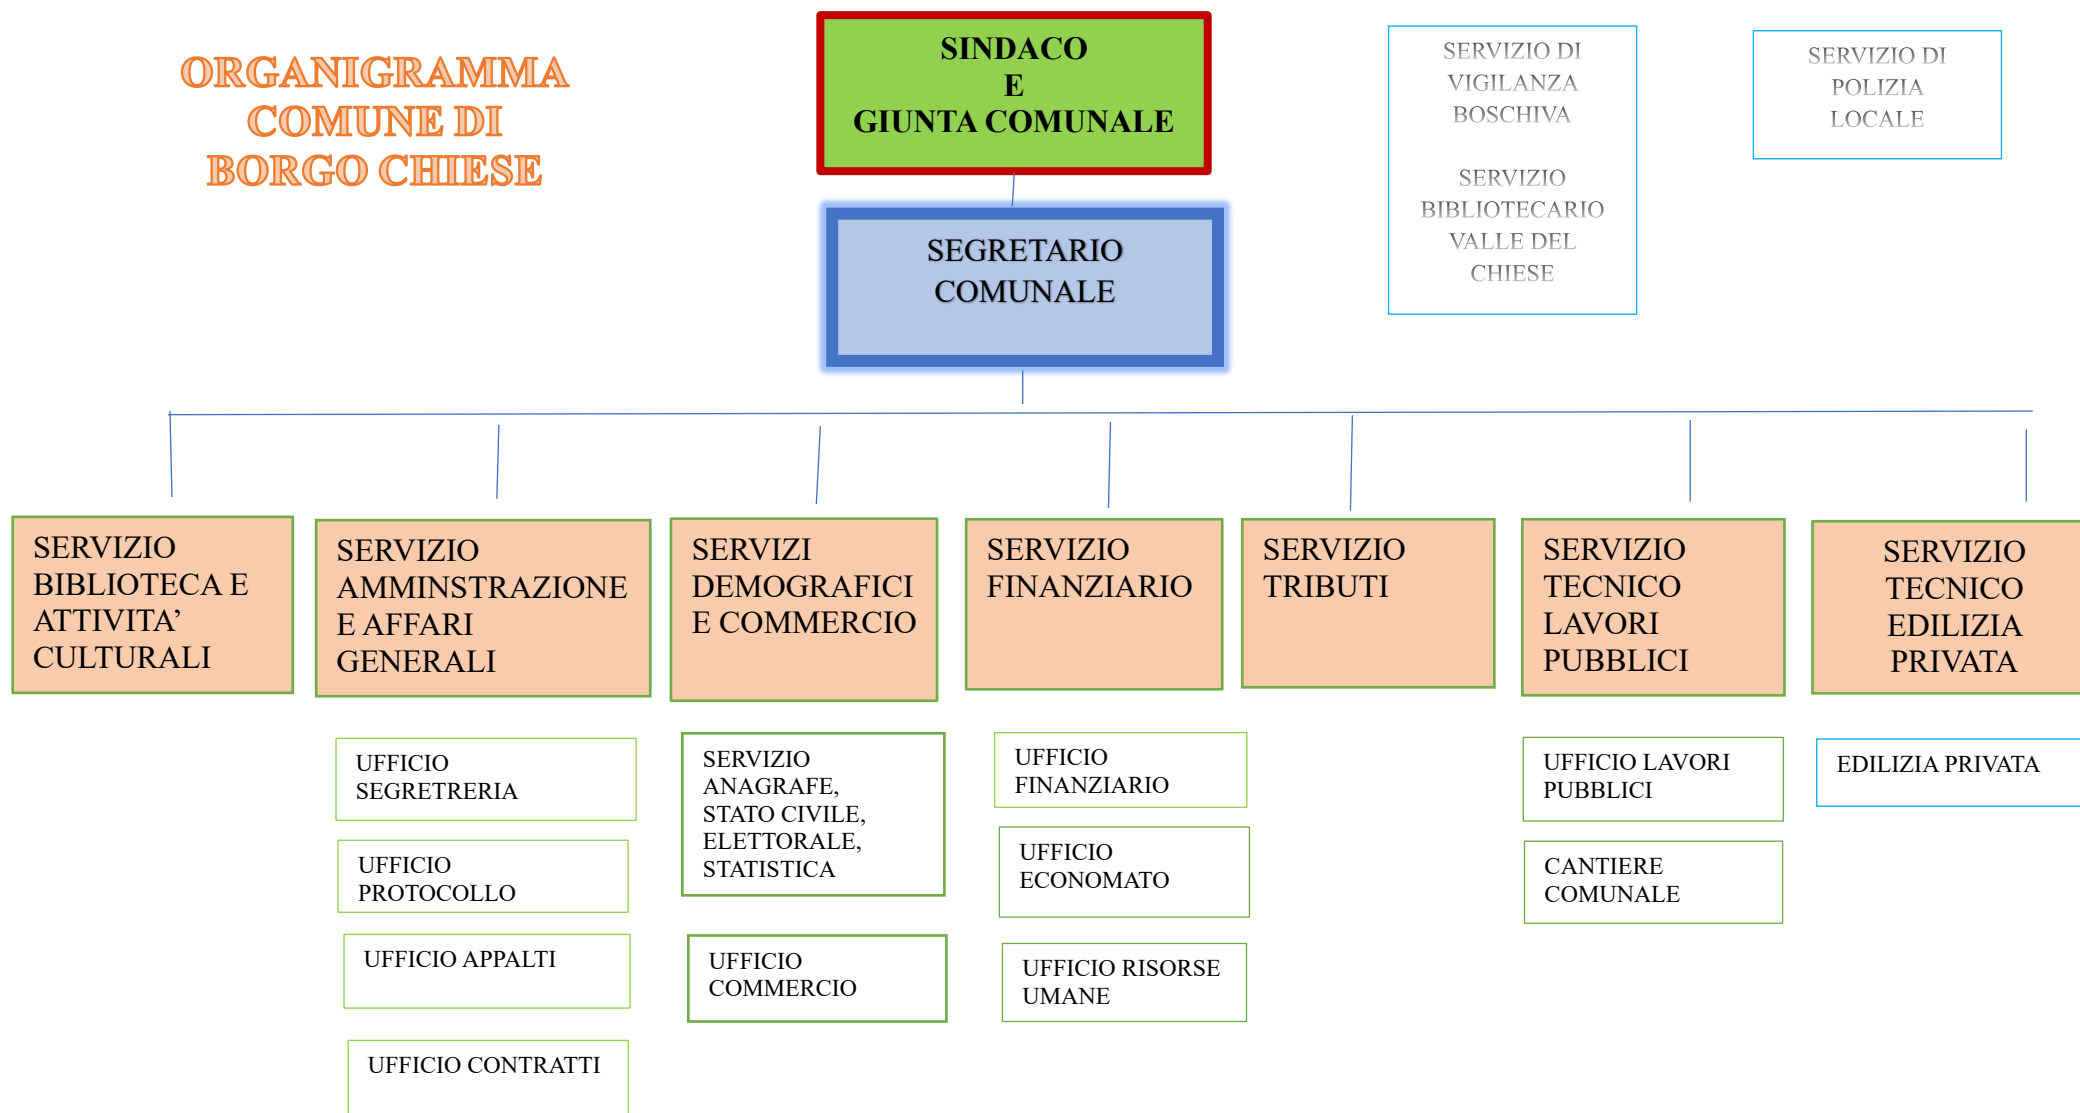 ORGANIGRAMMA
COMUNE DI
BORGO CHIESE
SINDACO
E
GIUNTA COMUNALE
SEGRETARIO
COMUNALE
SERVIZIO DI
VIGILANZA
BOSCHIVA
SERVIZIO
BIBLIOTECARIO
VALLE DEL
CHIESE
SERVIZIO DI
POLIZIA
LOCALE
SERVIZIO
BIBLIOTECA E
ATTIVITA’
CULTURALI
SERVIZIO
AMMINSTRAZIONE
E AFFARI
GENERALI
SERVIZI
DEMOGRAFICI
E COMMERCIO
SERVIZIO
FINANZIARIO
SERVIZIO
TRIBUTI
SERVIZIO
TECNICO
LAVORI
PUBBLICI
SERVIZIO
TECNICO
EDILIZIA
PRIVATA
UFFICIO
SEGRETRERIA
UFFICIO
PROTOCOLLO
UFFICIO APPALTI
UFFICIO CONTRATTI
SERVIZIO
ANAGRAFE,
STATO CIVILE,
ELETTORALE,
STATISTICA
UFFICIO
COMMERCIO
UFFICIO
FINANZIARIO
UFFICIO
ECONOMATO
UFFICIO RISORSE
UMANE
UFFICIO LAVORI
PUBBLICI
CANTIERE
COMUNALE
EDILIZIA PRIVATA